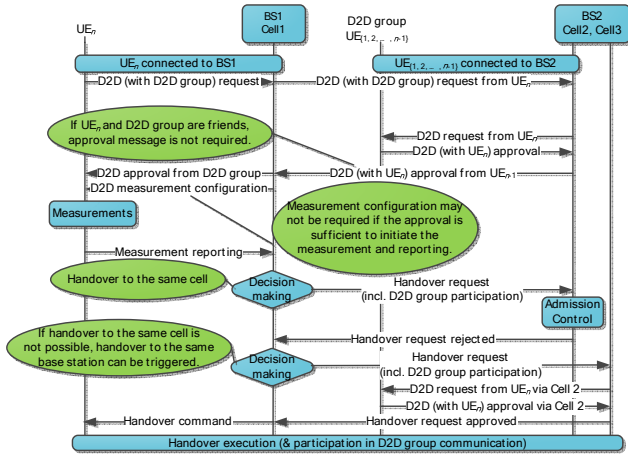 UEn
BS1
Cell1
D2D group
UE{1, 2, … , n-1}
BS2
Cell2, Cell3
UEn connected to BS1
UE{1, 2, … , n-1} connected to BS2
D2D (with D2D group) request
D2D (with D2D group) request from UEn
If UEn and D2D group are friends,
approval message is not required.
D2D request from UEn
D2D (with UEn) approval
D2D approval from D2D group
D2D (with UEn) approval from UEn-1
D2D measurement configuration
Measurements
Measurement configuration may
not be required if the approval is
sufficient to initiate the
measurement and reporting.
Measurement reporting
Handover to the same cell
Decision
making
Handover request
(incl. D2D group participation)
Admission
Control
Handover request rejected
If handover to the same cell is
not possible, handover to the same
base station can be triggered.
Decision
making
Handover request
(incl. D2D group participation)
D2D request from UEn via Cell 2
D2D (with UEn) approval via Cell 2
Handover command
Handover request approved
Handover execution (& participation in D2D group communication)